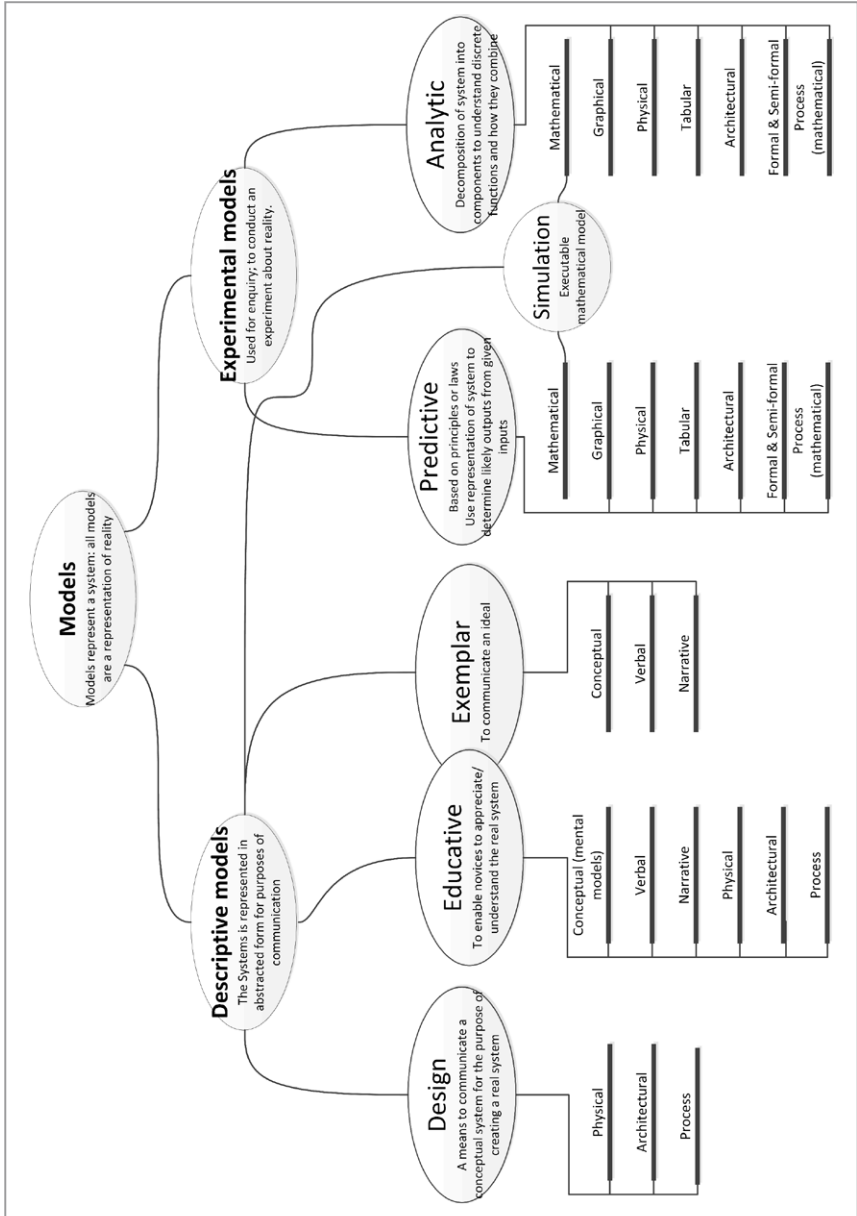 Models
Models represent a system: all models
are a representation of reality
Descriptive models
The Systems is represented in
abstracted form for purposes of
communication
Experimental models
Used for enquiry; to conduct an
experiment about reality.
Design
A means to communicate a
conceptual system for the purpose of
creating a real system
Physical
Architectural
Process
Educative
To enable novices to appreciate/
understand the real system
Conceptual (mental
models)
Verbal
Narrative
Physical
Architectural
Process
Exemplar
To communicate an ideal
Conceptual
Verbal
Narrative
Predictive
Based on principles or laws
Use representation of system to
determine likely outputs from given
inputs
Mathematical
Graphical
Physical
Tabular
Architectural
Formal & Semi-formal
Process
(mathematical)
Simulation
Executable
mathematical model
Analytic
Decomposition of system into
components to understand discrete
functions and how they combine
Mathematical
Graphical
Physical
Tabular
Architectural
Formal & Semi-formal
Process
(mathematical)